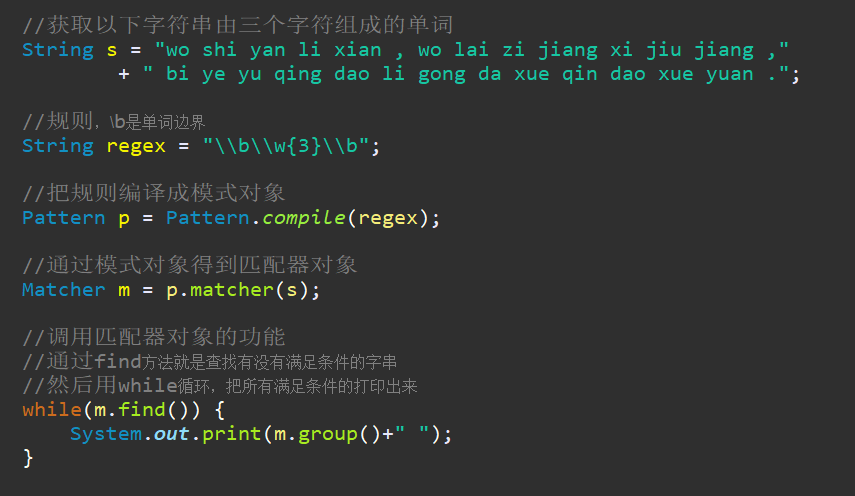 //获取以下字符串由三个字符组成的单词
String s = "wo shi yan li xian , wo lai zi jiang xi jiu jiang ,"
+ " bi ye yu qing dao li gong da xue qin dao xue yuan .";
//规则，\b是单词边界
String regex = "\\b\\w{3}\\b";
//把规则编译成模式对象
Pattern p = Pattern.compile(regex);
//通过模式对象得到匹配器对象
Matcher m = p.matcher(s);
//调用匹配器对象的功能
//通过find方法就是查找有没有满足条件的字串
//然后用while循环，把所有满足条件的打印出来
while(m.find()) {
System.out.print(m.group()+" ");
}